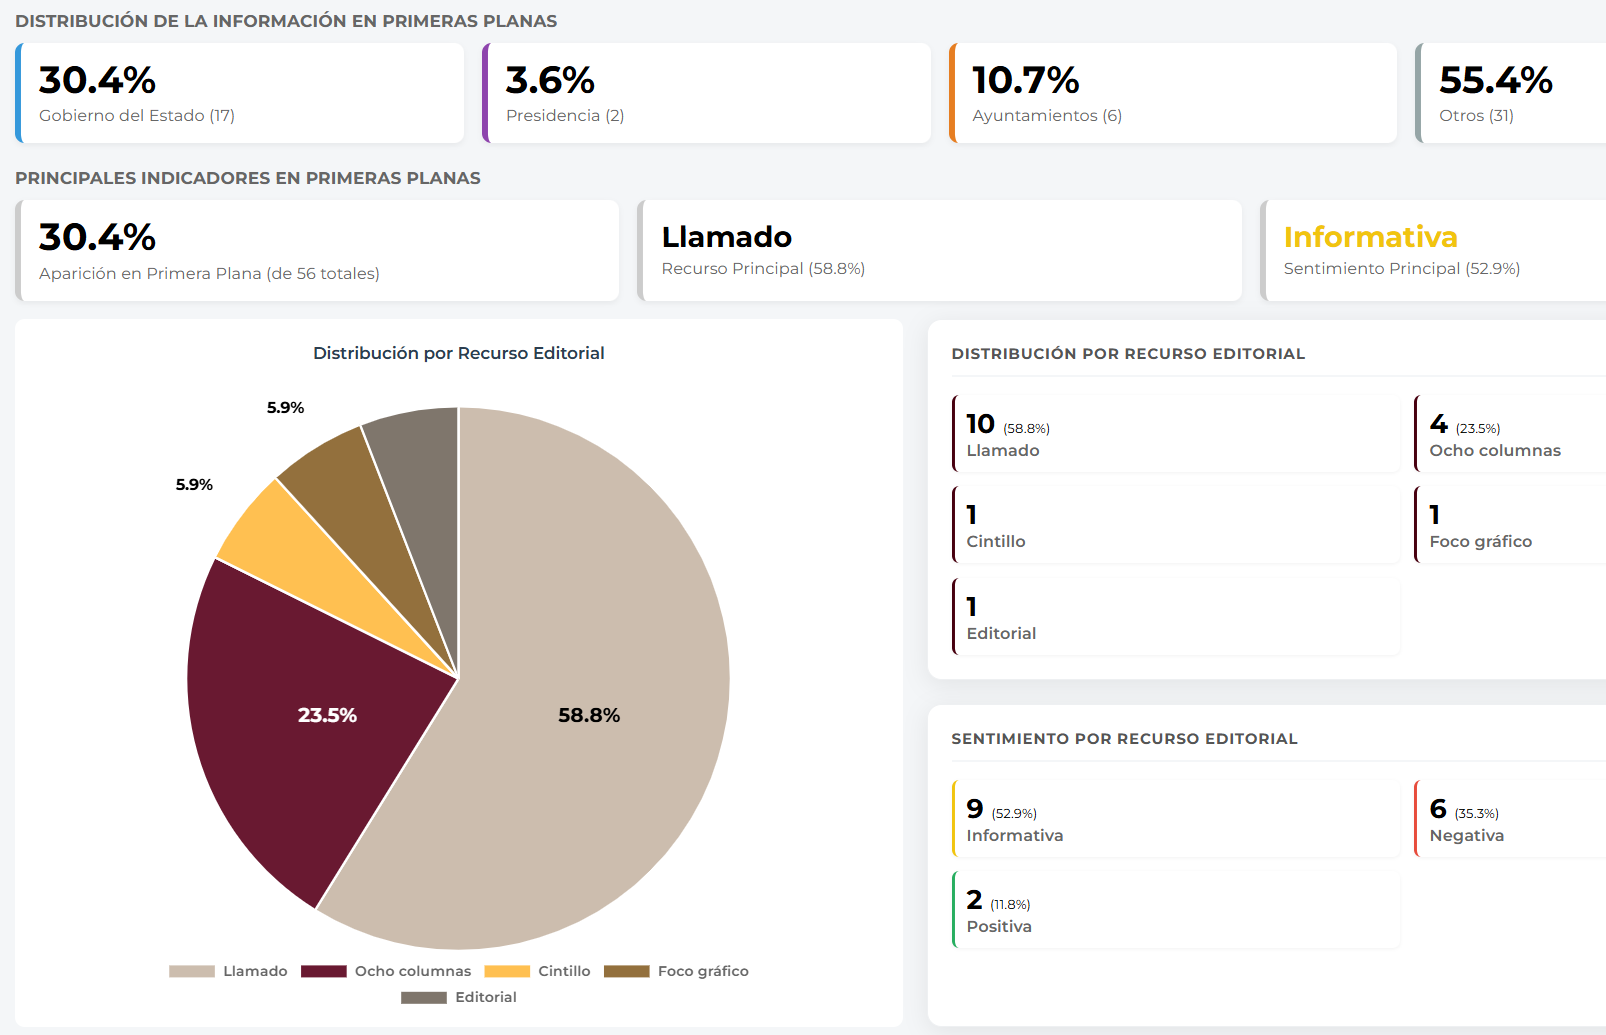 DISTRIBUCIÓN DE LA INFORMACIÓN EN PRIMERAS PLANAS
30.4%
Gobierno del Estado (17)
3.6%
Presidencia (2)
10.7%
Ayuntamientos (6)
55.4%
Otros (31)
PRINCIPALES INDICADORES EN PRIMERAS PLANAS
30.4%
Aparición en Primera Plana (de 56 totales)
Llamado
Recurso Principal (58.8%)
Informativa
Sentimiento Principal (52.9%)
Distribución por Recurso Editorial
5.9%
5.9%
23.5%
58.8%
Llamado Ocho columnas Cintillo Foco gráfico
Editorial
DISTRIBUCIÓN POR RECURSO EDITORIAL
10 (58.8%)
Llamado
4 (23.5%)
Ocho columnas
1
Cintillo
1
Foco gráfico
1
Editorial
SENTIMIENTO POR RECURSO EDITORIAL
9 (52.9%)
Informativa
6 (35.3%)
Negativa
2 (11.8%)
Positiva